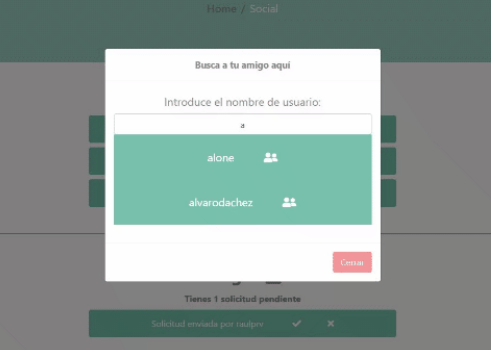 Home / Social
Busca a tu amigo aquí
Introduce el nombre de usuario:
a
alone
alvarodachez
Cerrar
Tienes 1 solicitud pendiente
Solicitud enviada por raulpre